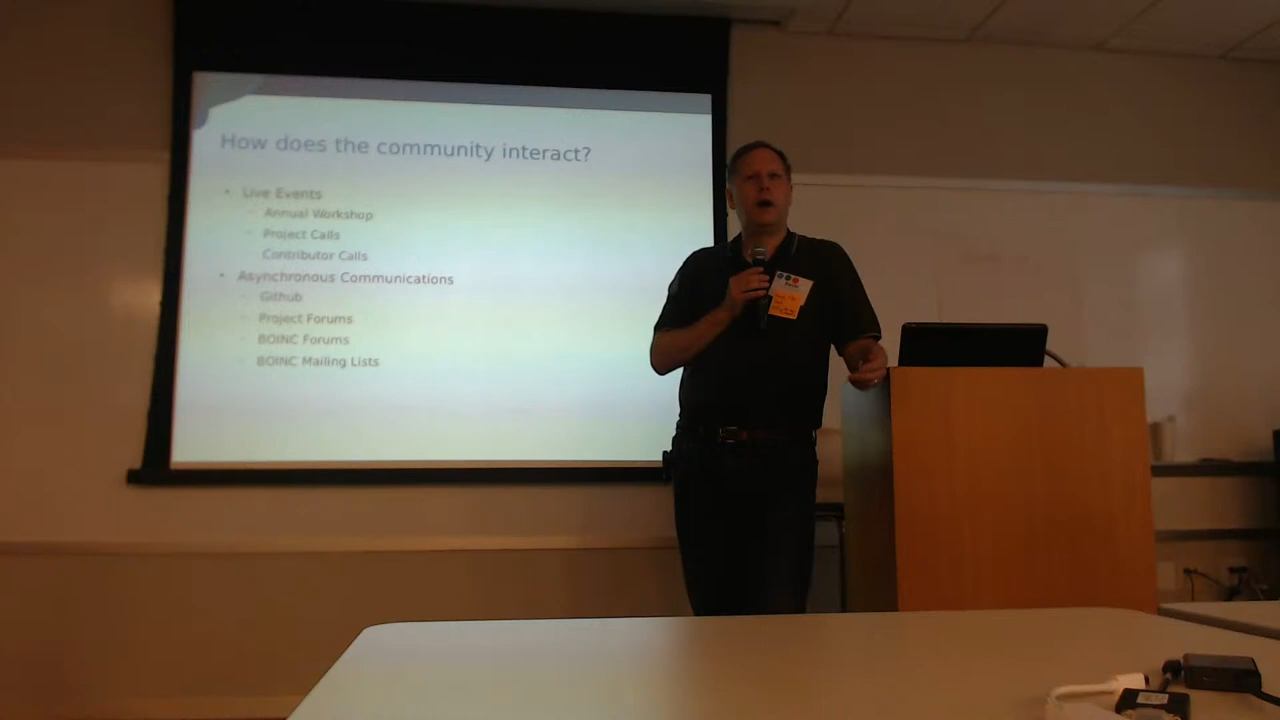 How does the community interact?
• Live Events
- Annual Workshop
- Project Calls
Contributor Calls
• Asynchronous Communications
- Github
- Project Forums
- BOINC Forums
- BOINC Mailing Lists